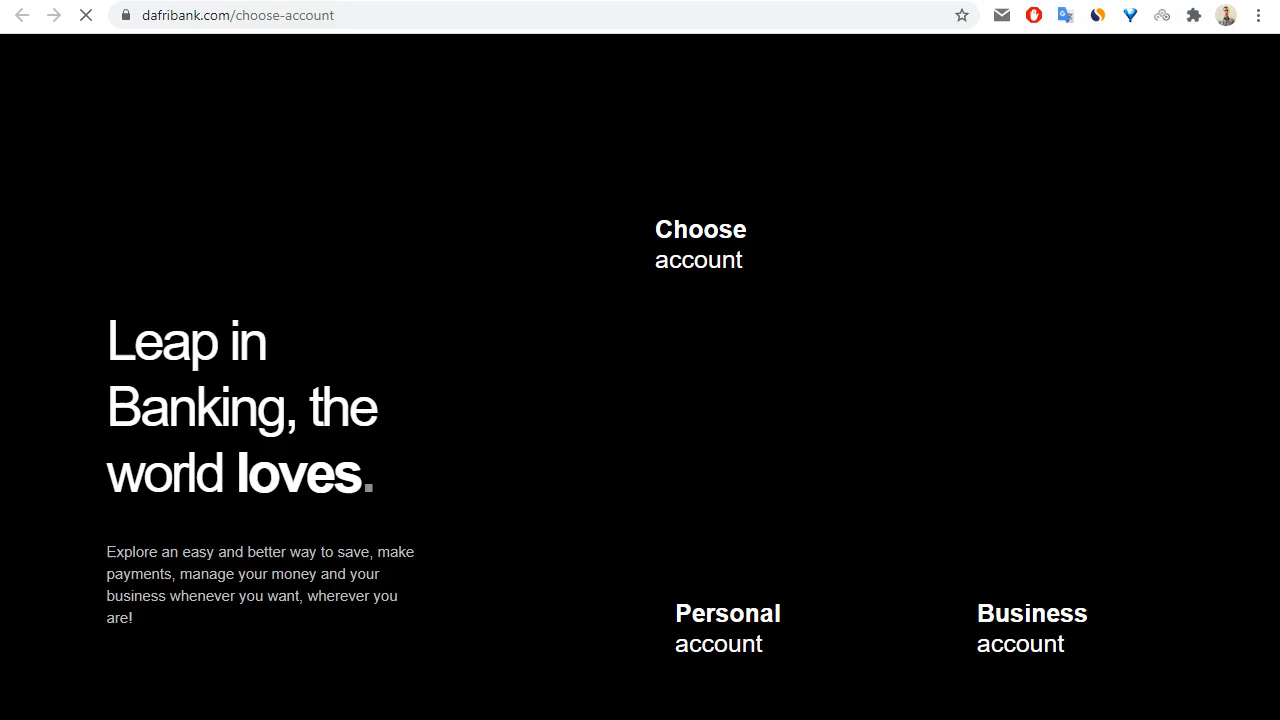 dafribank.com/choose-account
Leap in
Banking, the
world loves.
Explore an easy and better way to save, make
payments, manage your money and your
business whenever you want, wherever you
are!
Choose
account
Personal
account
Business
account